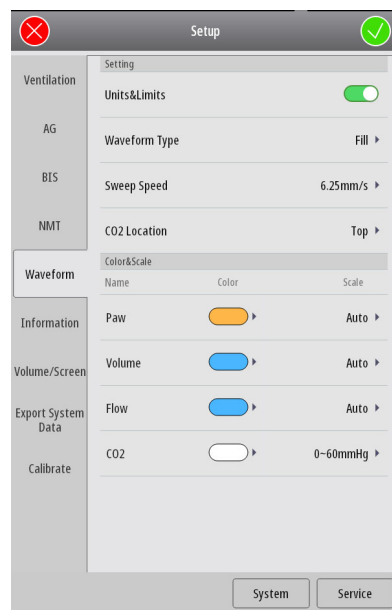 Setup
Ventilation
AG
BIS
NMT
Waveform
Information
Volume/Screen
Export System
Data
Calibrate
Setting
Units&Limits
Waveform Type Fill
Sweep Speed 6.25mm/s
CO2 Location Top
Color&Scale
Name Color Scale
Paw Auto
Volume Auto
Flow Auto
CO2 0~60mmHg
System Service